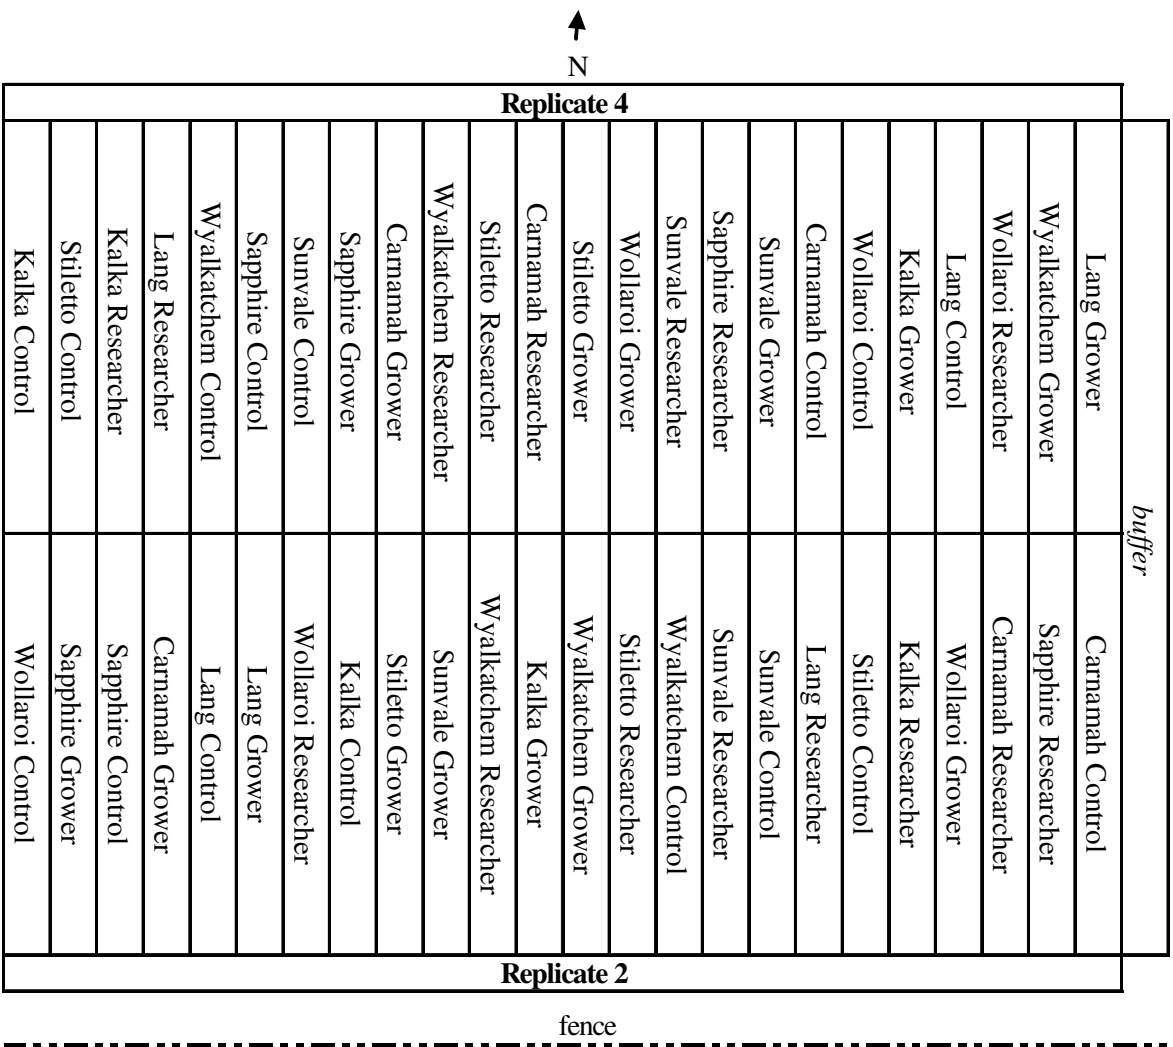 N
Replicate 4
Kalka Control
Stiletto Control
Kalka Researcher
Lang Researcher
Wyalkatchem Control
Sapphire Control
Sunvale Control
Sapphire Grower
Carnamah Grower
Wyalkatchem Researcher
Stiletto Researcher
Carnamah Researcher
Stiletto Grower
Wollaroi Grower
Sunvale Researcher
Sapphire Researcher
Sunvale Grower
Carnamah Control
Wollaroi Control
Kalka Grower
Lang Control
Wollaroi Researcher
Wyalkatchem Grower
Lang Grower
buffer
Wollaroi Control
Sapphire Grower
Sapphire Control
Carnamah Grower
Lang Control
Lang Grower
Wollaroi Researcher
Kalka Control
Stiletto Grower
Sunvale Grower
Wyalkatchem Researcher
Kalka Grower
Wyalkatchem Grower
Stiletto Researcher
Wyalkatchem Control
Sunvale Researcher
Sunvale Control
Lang Researcher
Stiletto Control
Kalka Researcher
Wollaroi Grower
Carnamah Researcher
Sapphire Researcher
Carnamah Control
Replicate 2
fence